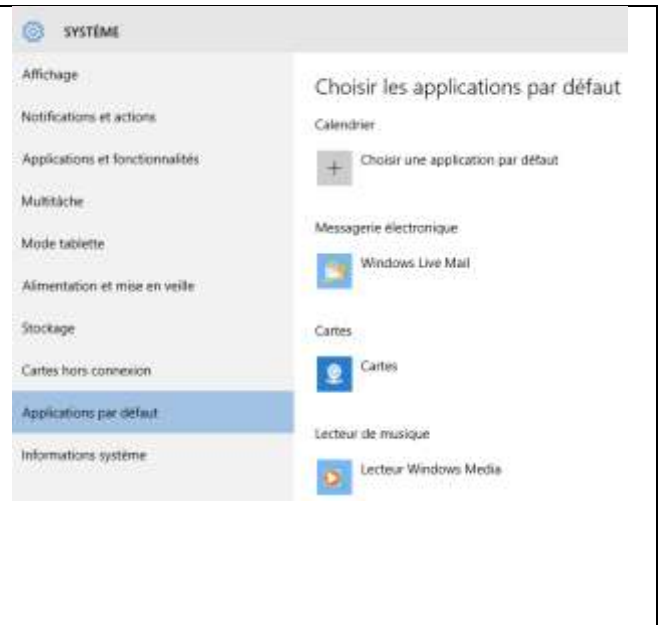 SYSTÈME
Affichage
Notifications et actions
Applications et fonctionnalités
Multitâche
Mode tablette
Alimentation et mise en veille
Stockage
Cartes hors connexion
Applications par défaut
Informations système
Choisir les applications par défaut
Calendrier
Choisir une application par défaut
Messagerie électronique
Windows Live Mail
Cartes
Cartes
Lecteur de musique
Lecteur Windows Media